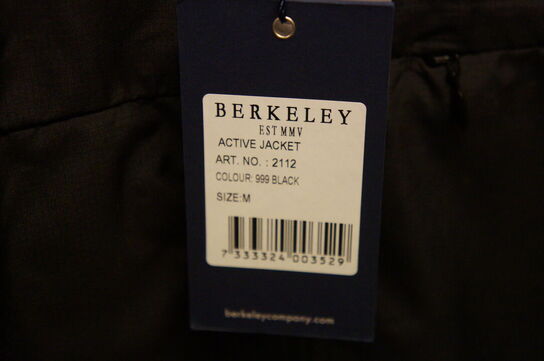 BERKELEY
EST MMV
ACTIVE JACKET
ART. NO. : 2112
COLOUR: 999 BLACK
SIZE: M
7 333324 003529
berkeleycompany.com